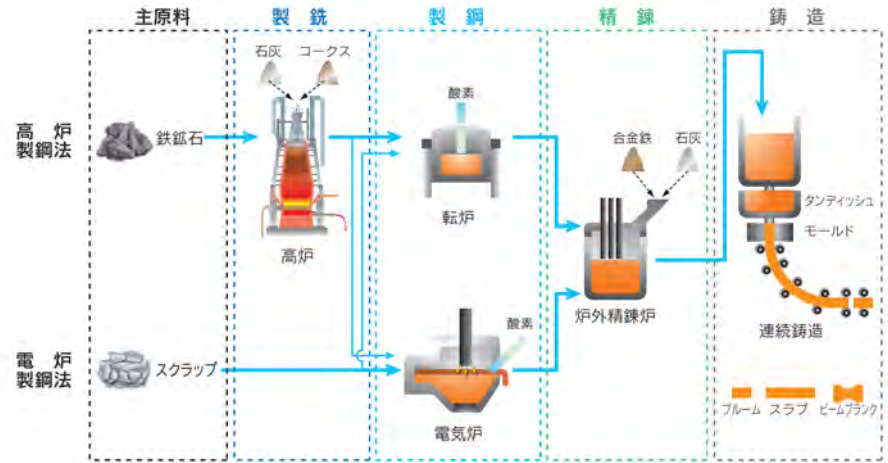 主原料
製銑
製鋼
精錬
鋳造
高炉
製鋼法
鉄鉱石
石灰
コークス
高炉
酸素
転炉
合金鉄
石灰
炉外精錬炉
タンディッシュ
モールド
連続鋳造
電炉
製鋼法
スクラップ
酸素
電気炉
ブルーム
スラブ
ビームブランク